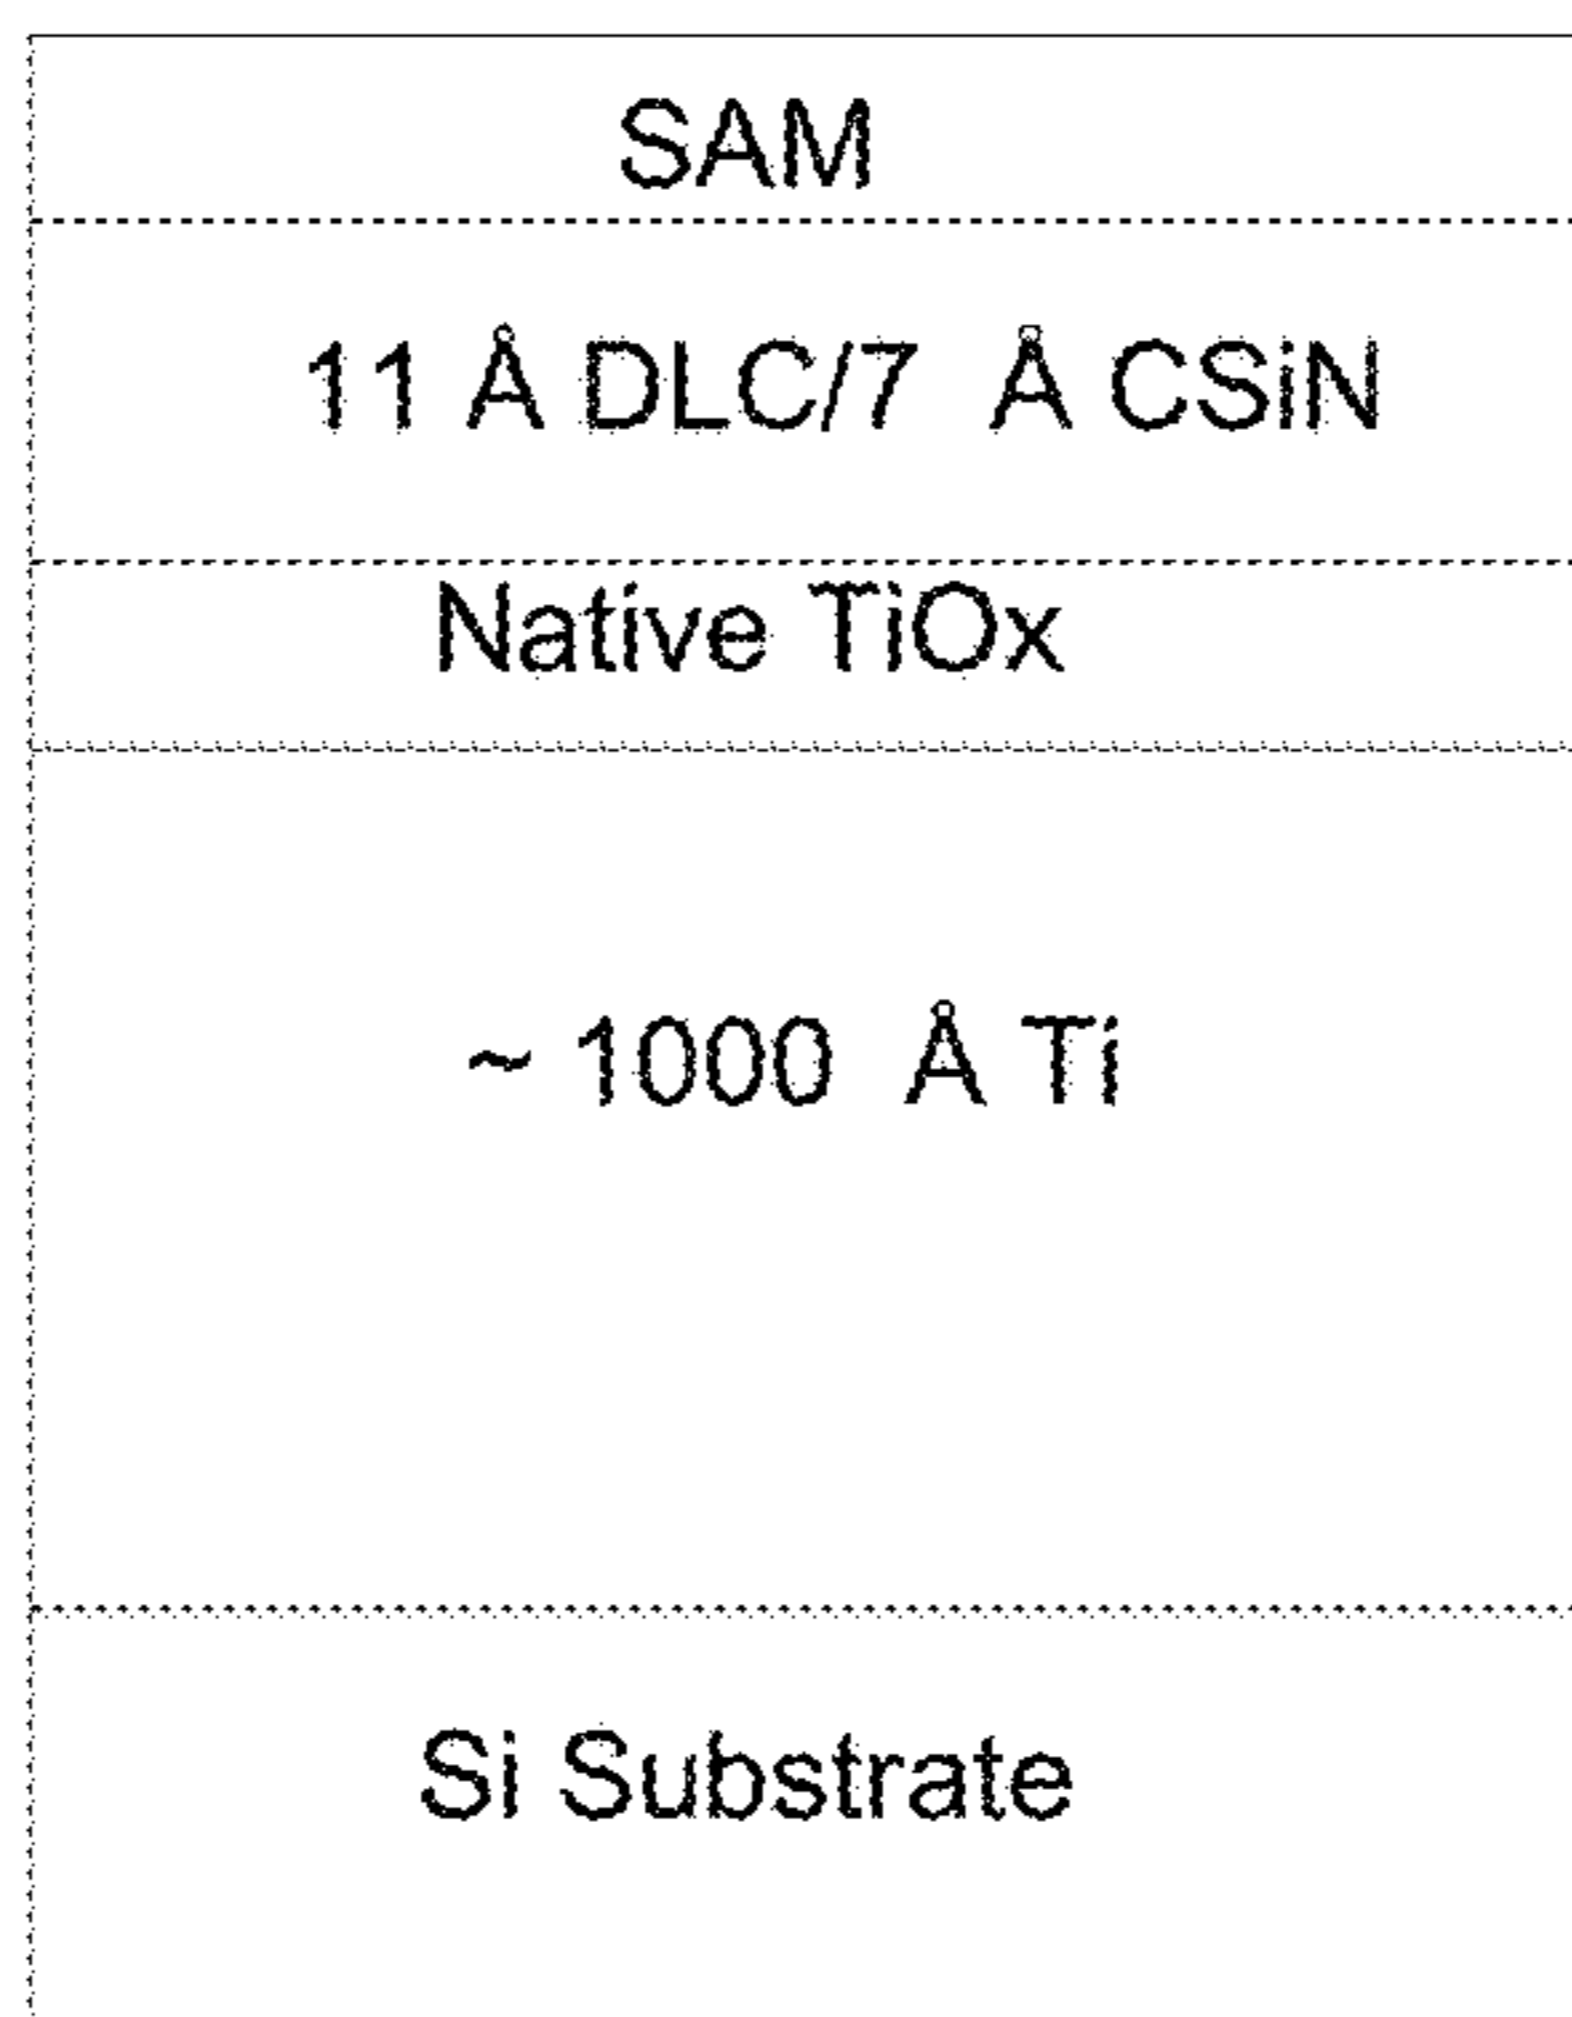 SAM
11 Å DLC/7 Å CSiN
Native TiOx
~ 1000 Å Ti
Si Substrate